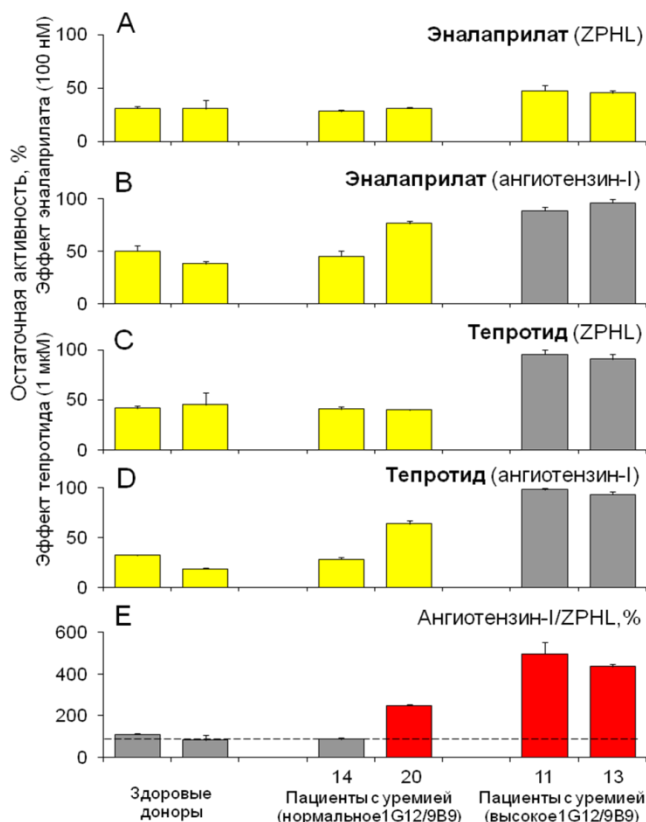 Остаточная активность, %
Эффект эналаприлата (100 нМ)
Эффект тепротида (1 мкМ)
A
Эналаприлат (ZPHL)
100
50
0
B
Эналаприлат (ангиотензин-I)
100
50
0
C
Тепротид (ZPHL)
100
50
0
D
Тепротид (ангиотензин-I)
100
50
0
E
Ангиотензин-I/ZPHL,%
600
400
200
0
14 20 11 13
Здоровые
доноры
Пациенты с уремией
(нормальное1G12/9B9)
Пациенты с уремией
(высокое1G12/9B9)